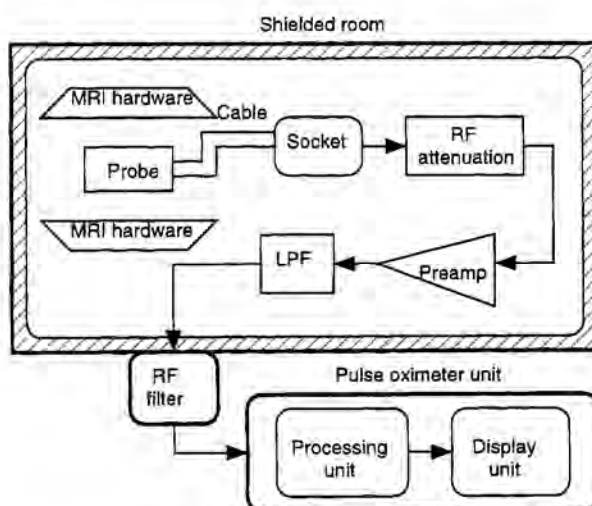 Shielded room
MRI hardware
Cable
Probe
Socket
RF
attenuation
MRI hardware
LPF
Preamp
RF
filter
Pulse oximeter unit
Processing
unit
Display
unit